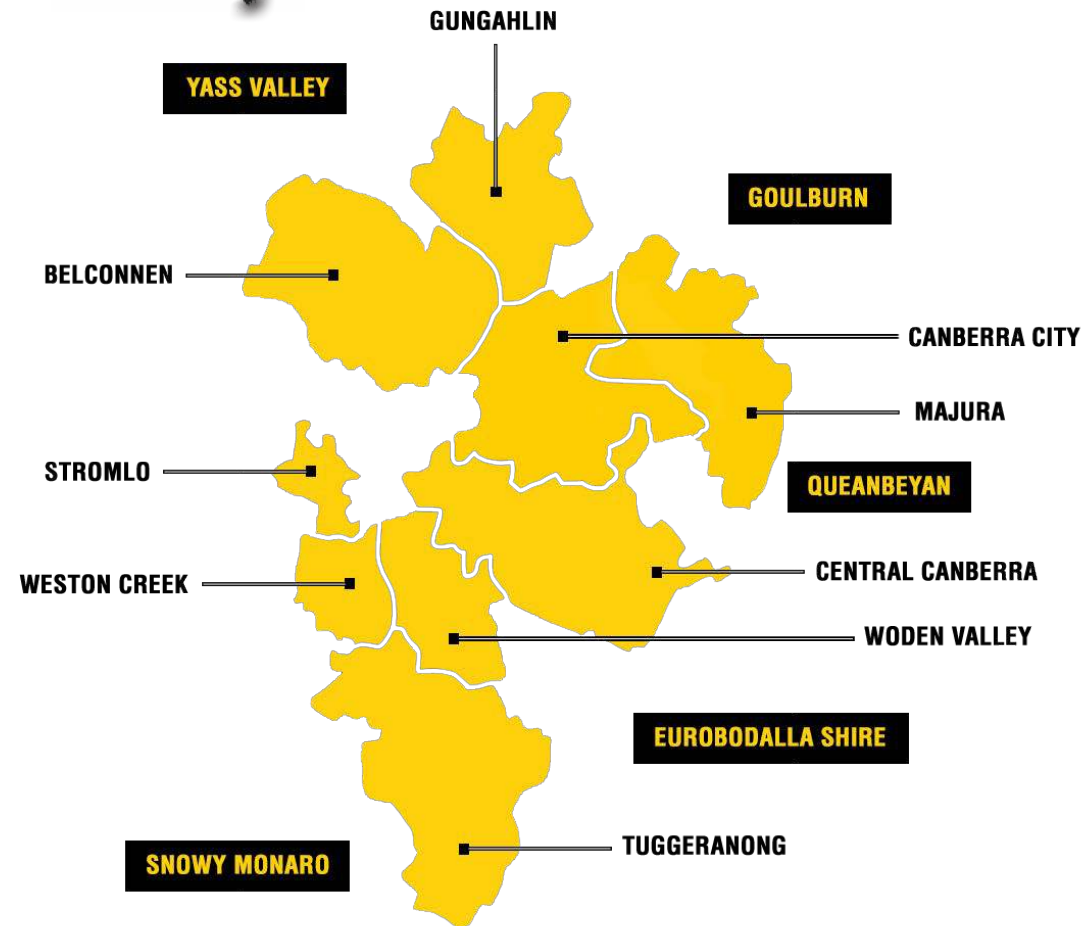 GUNGAHLIN
YASS VALLEY
GOULBURN
BELCONNEN
CANBERRA CITY
MAJURA
STROMLO
QUEANBEYAN
CENTRAL CANBERRA
WESTON CREEK
WODEN VALLEY
EUROBODALLA SHIRE
TUGGERANONG
SNOWY MONARO